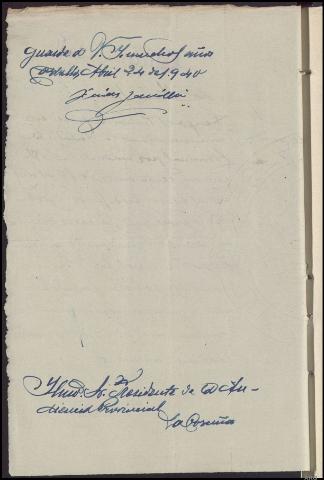 guarde a V. I. muchos años
Abril 24 de 1940
Ilmo. Sr. Presidente de la Au-
diencia Provincial
La Coruña